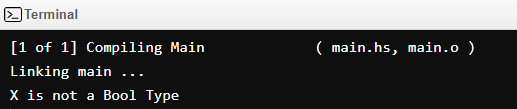 Terminal
[1 of 1] Compiling Main             ( main.hs, main.o )
Linking main ...
X is not a Bool Type